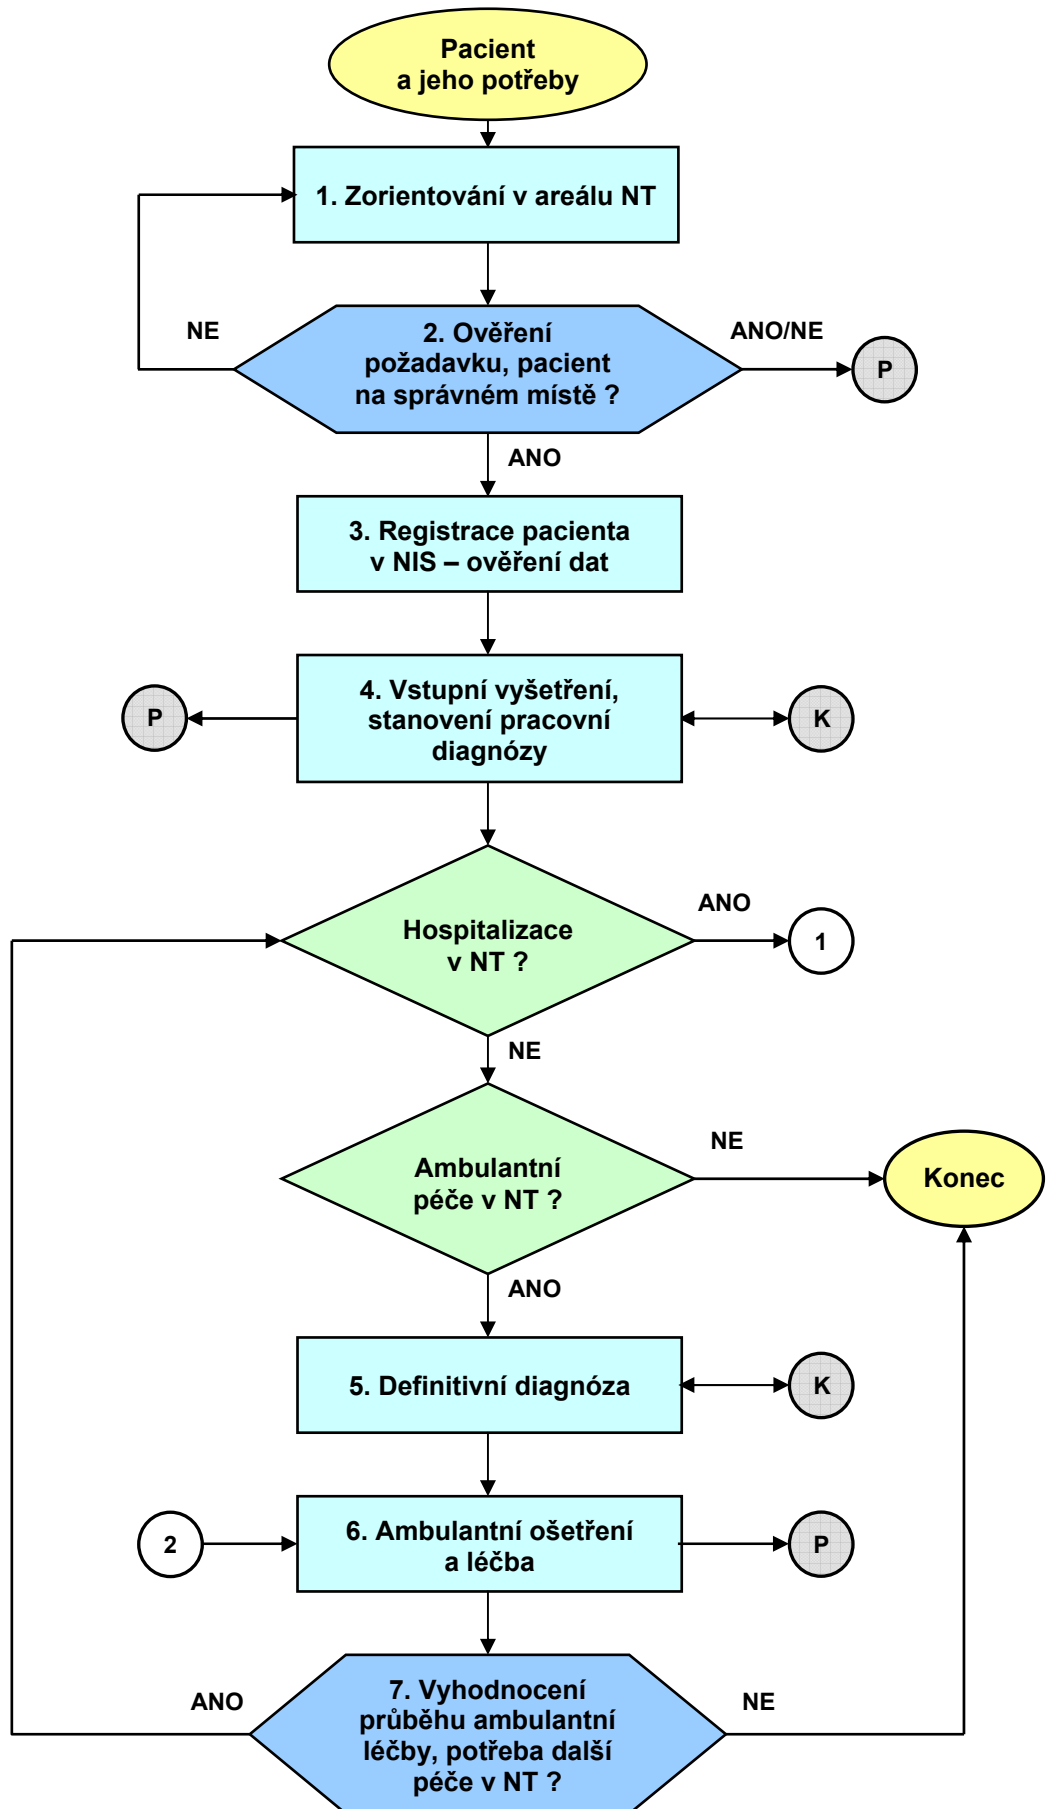 Pacient
a jeho potřeby
1. Zorientování v areálu NT
NE
2. Ověření
požadavku, pacient
na správném místě ?
ANO/NE
P
ANO
3. Registrace pacienta
v NIS – ověření dat
P
4. Vstupní vyšetření,
stanovení pracovní
diagnózy
K
Hospitalizace
v NT ?
ANO
1
NE
Ambulantní
péče v NT ?
NE
Konec
ANO
5. Definitivní diagnóza
K
2
6. Ambulantní ošetření
a léčba
P
ANO
7. Vyhodnocení
průběhu ambulantní
léčby, potřeba další
péče v NT ?
NE